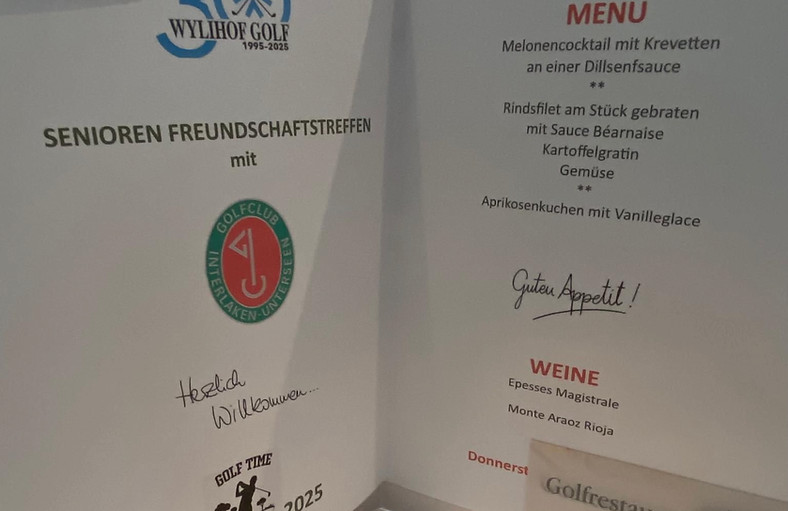 WYLIHOF GOLF
1995-2025
SENIOREN FREUNDSCHAFTSTREFFEN
mit
GOLFCLUB
INTERLAKEN-UNTERSEEN
Herzlich
Willkommen...
GOLF TIME
2025
MENU
Melonencocktail mit Krevetten
an einer Dillsenfsauce
**
Rindsfilet am Stück gebraten
mit Sauce Béarnaise
Kartoffelgratin
Gemüse
**
Aprikosenkuchen mit Vanilleglace
Guten Appetit!
WEINE
Epesses Magistrale
Monte Araoz Rioja